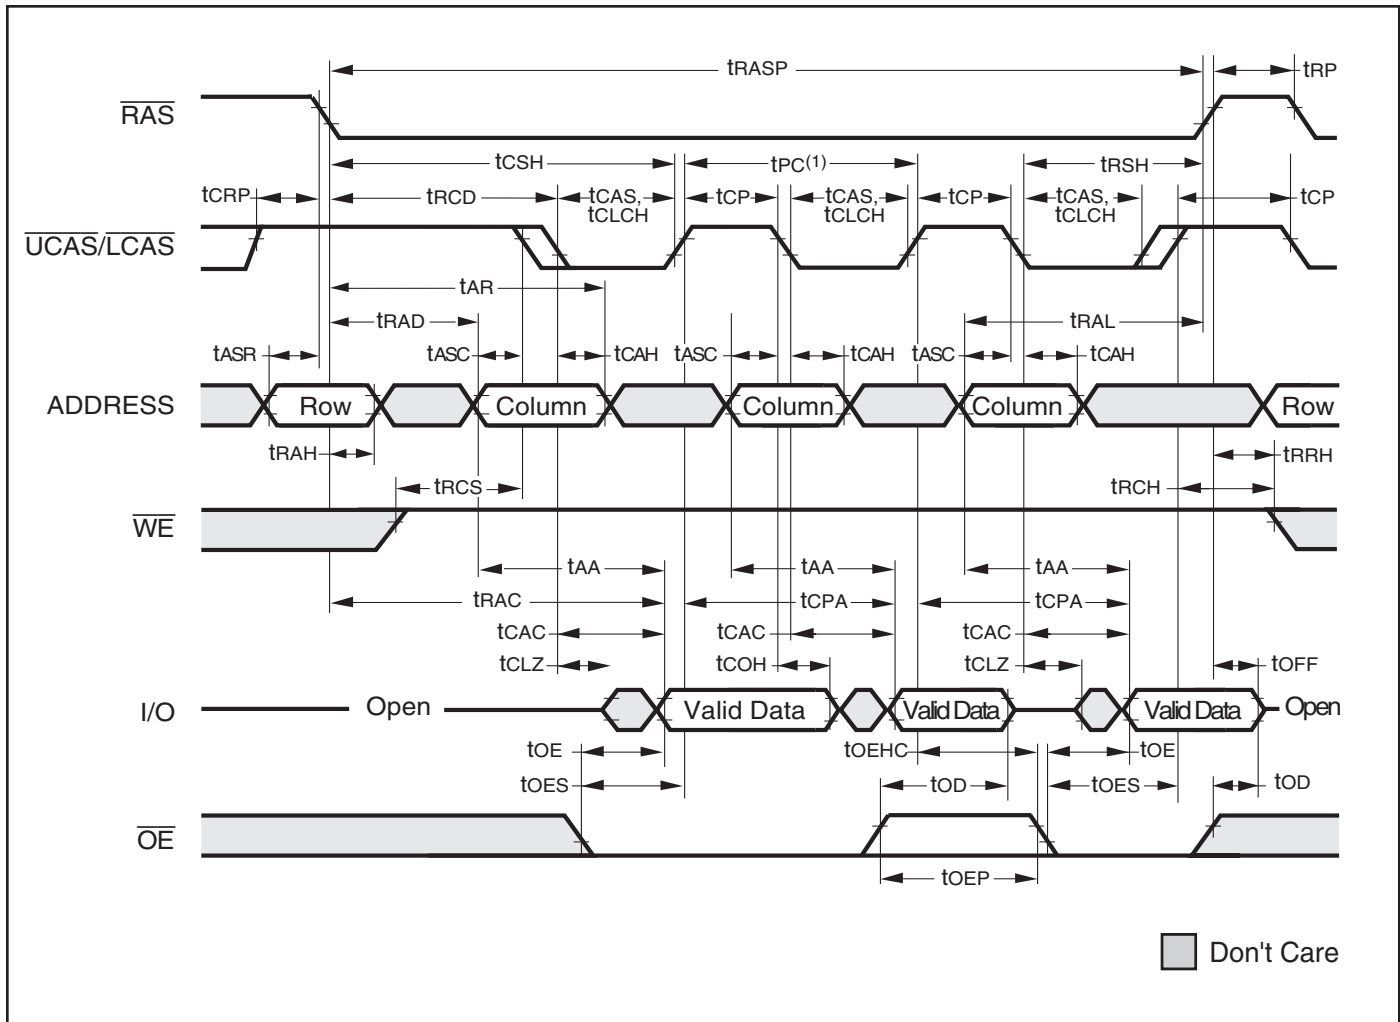 tRASP
tRP
RAS
tCSH
tPC(1)
tRSH
tCRP
tRCD
tCAS,
tCLCH
tCP
tCAS,
tCLCH
tCP
tCAS,
tCLCH
tCP
UCAS/LCAS
tAR
tRAD
tRAL
tASR
tASC
tCAH
tASC
tCAH
tASC
tCAH
ADDRESS
Row
Column
Column
Column
Row
tRAH
tRRH
tRCS
tRCH
WE
tAA
tAA
tAA
tRAC
tCPA
tCPA
tCAC
tCAC
tCAC
tCLZ
tCOH
tCLZ
tOFF
I/O
Open
Valid Data
Valid Data
Valid Data
Open
tOE
tOEHC
tOE
tOES
tOD
tOES
tOD
OE
tOEP
Don't Care